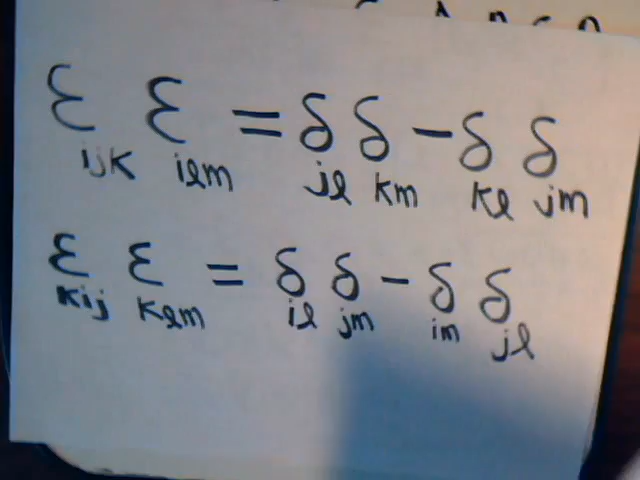 ε_ijk ε_ilm = δ_jl δ_km − δ_kl δ_jm
ε_kij ε_klm = δ_il δ_jm − δ_im δ_jl